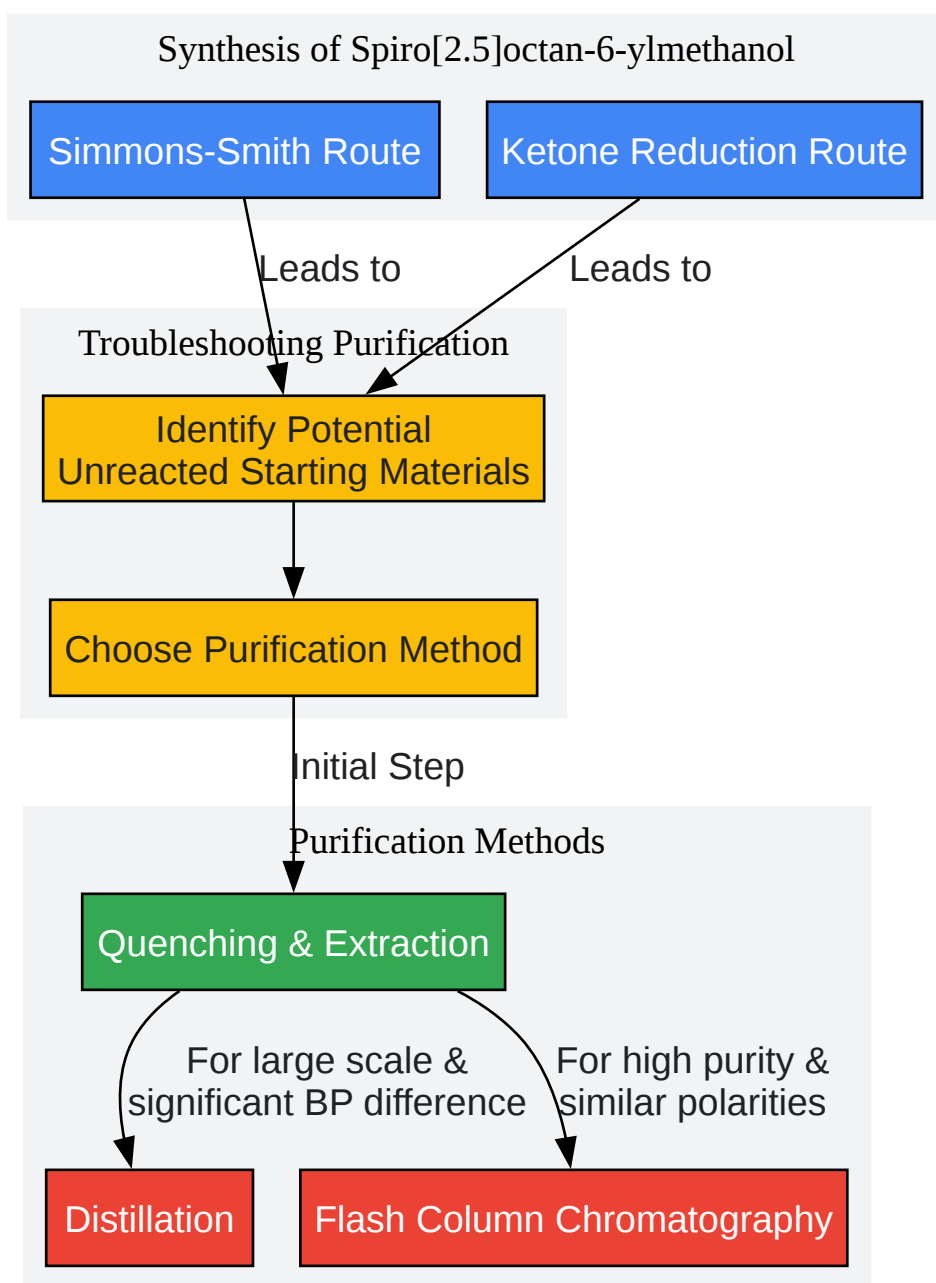 Synthesis of Spiro[2.5]octan-6-ylmethanol
Simmons-Smith Route
Ketone Reduction Route
Leads to
Leads to
Troubleshooting Purification
Identify Potential
Unreacted Starting Materials
Choose Purification Method
Initial Step
Purification Methods
Quenching & Extraction
For large scale &
significant BP difference
For high purity &
similar polarities
Distillation
Flash Column Chromatography